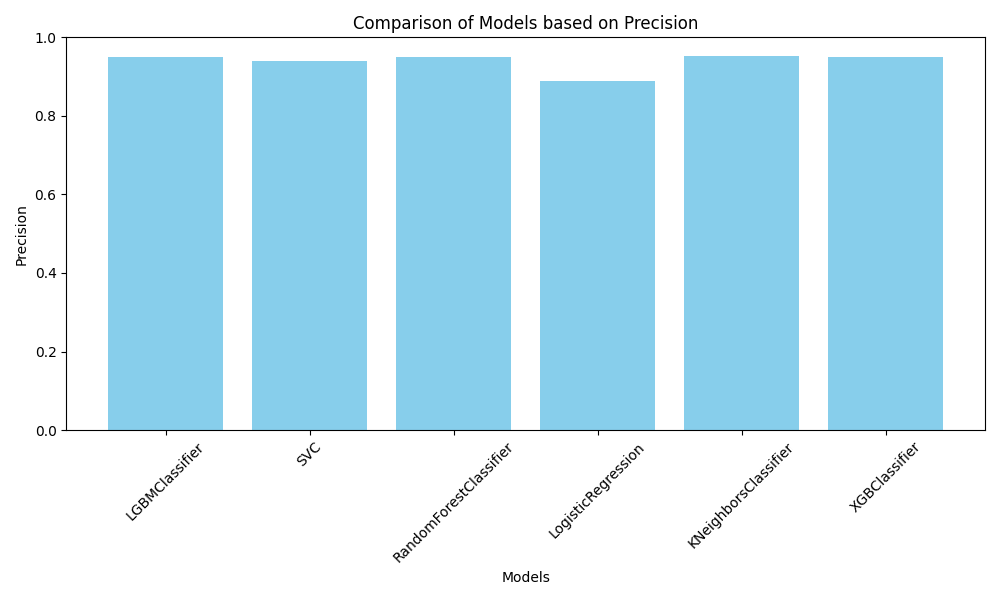 Comparison of Models based on Precision
Precision
1.0
0.8
0.6
0.4
0.2
0.0
LGBMClassifier
SVC
RandomForestClassifier
LogisticRegression
KNeighborsClassifier
XGBClassifier
Models